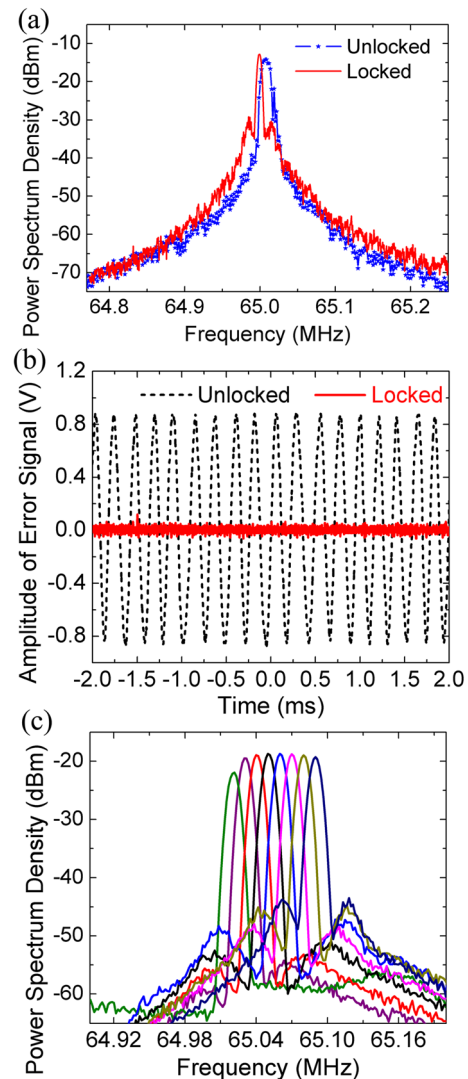 (a)
Power Spectrum Density (dBm)
-10
-20
-30
-40
-50
-60
-70
Unlocked
Locked
64.8 64.9 65.0 65.1 65.2
Frequency (MHz)
(b)
Amplitude of Error Signal (V)
1.2
0.8
0.4
0.0
-0.4
-0.8
Unlocked Locked
-2.0 -1.5 -1.0 -0.5 0.0 0.5 1.0 1.5 2.0
Time (ms)
(c)
Power Spectrum Density (dBm)
-20
-30
-40
-50
-60
64.92 64.98 65.04 65.10 65.16
Frequency (MHz)